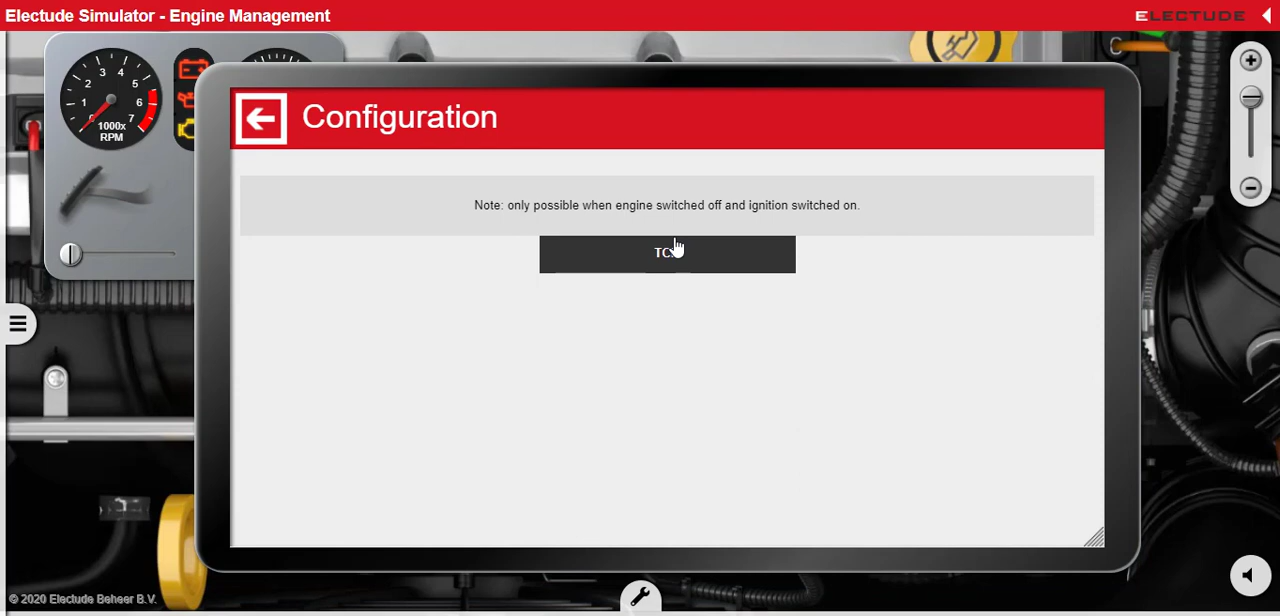 Electude Simulator - Engine Management
ELECTUDE
1
2
3
4
5
6
7
1000x
RPM
Configuration
Note: only possible when engine switched off and ignition switched on.
© 2020 Electude Beheer B.V.